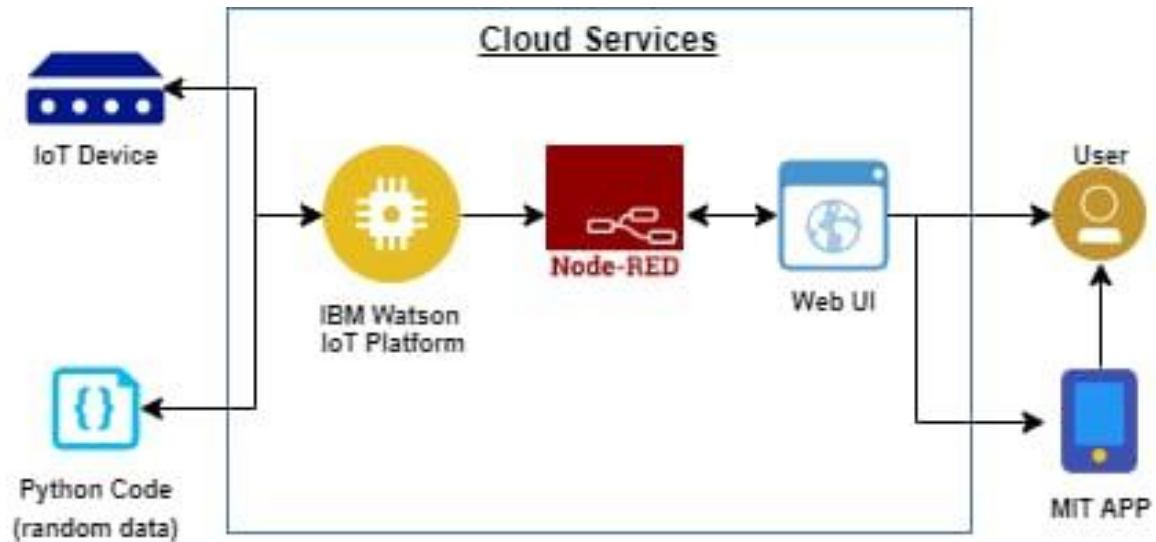 Cloud Services
IoT Device
User
Node-RED
Web UI
IBM Watson
IoT Platform
{}
Python Code
(random data)
MIT APP